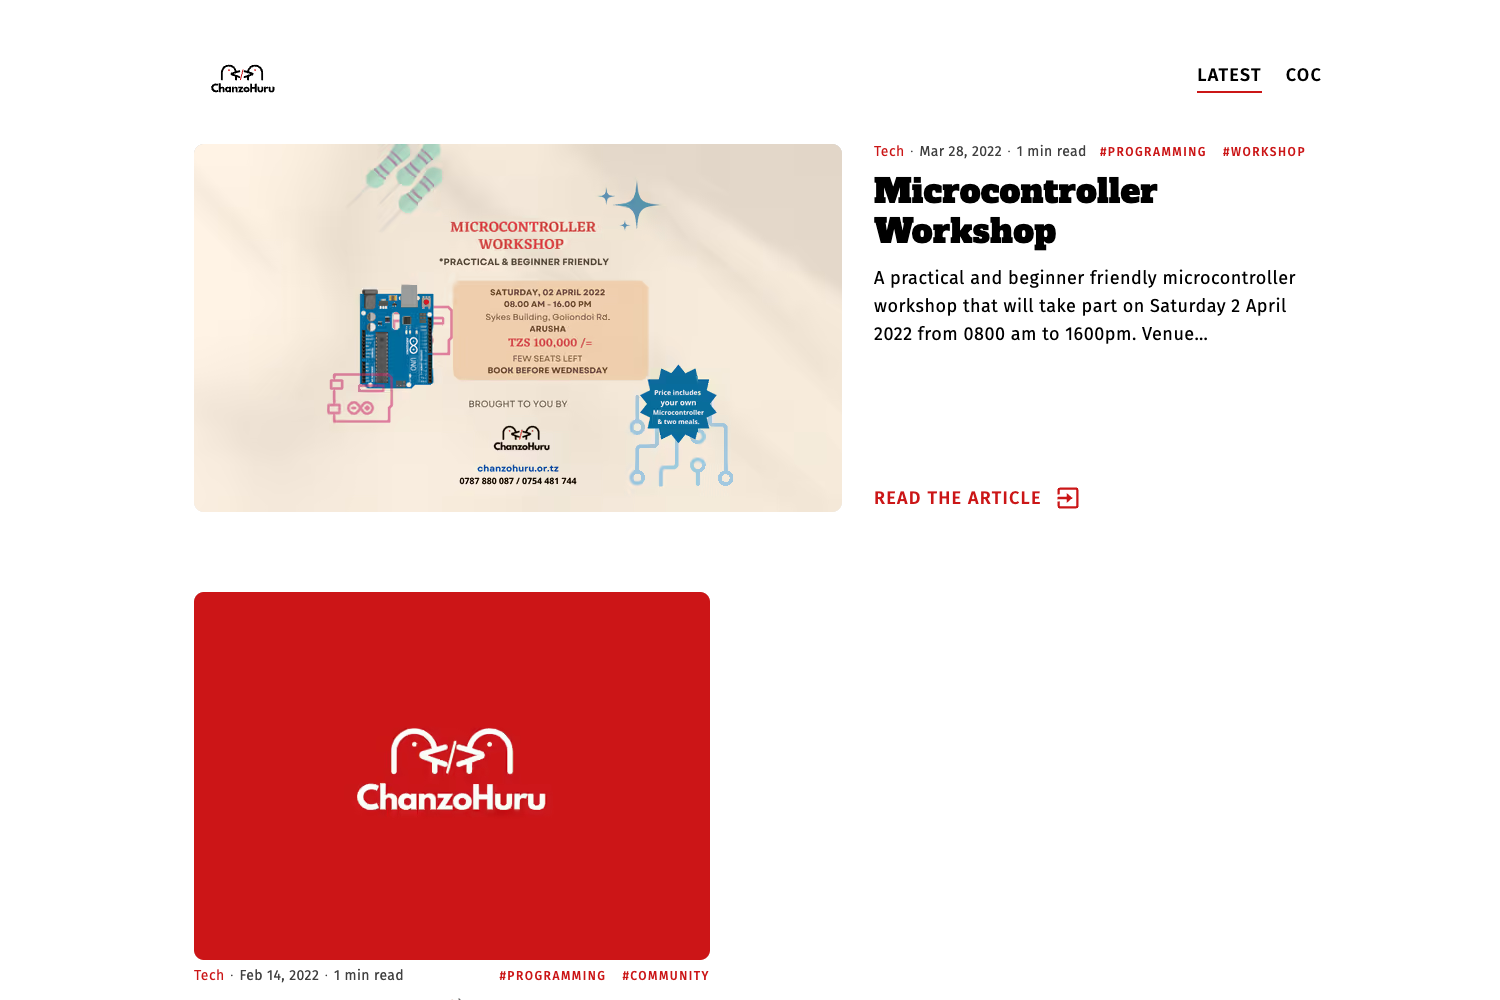 ChanzoHuru
LATEST COC
MICROCONTROLLER
WORKSHOP
*PRACTICAL & BEGINNER FRIENDLY
SATURDAY, 02 APRIL 2022
08.00 AM - 16.00 PM
Sykes Building, Goliondoi Rd.
ARUSHA
TZS 100,000 /=
FEW SEATS LEFT
BOOK BEFORE WEDNESDAY
Price includes
your own
Microcontroller
& two meals.
BROUGHT TO YOU BY
ChanzoHuru
chanzohuru.or.tz
0787 880 087 / 0754 481 744
Tech · Mar 28, 2022 · 1 min read #PROGRAMMING #WORKSHOP
Microcontroller
Workshop
A practical and beginner friendly microcontroller
workshop that will take part on Saturday 2 April
2022 from 0800 am to 1600pm. Venue...
READ THE ARTICLE
ChanzoHuru
Tech · Feb 14, 2022 · 1 min read #PROGRAMMING #COMMUNITY